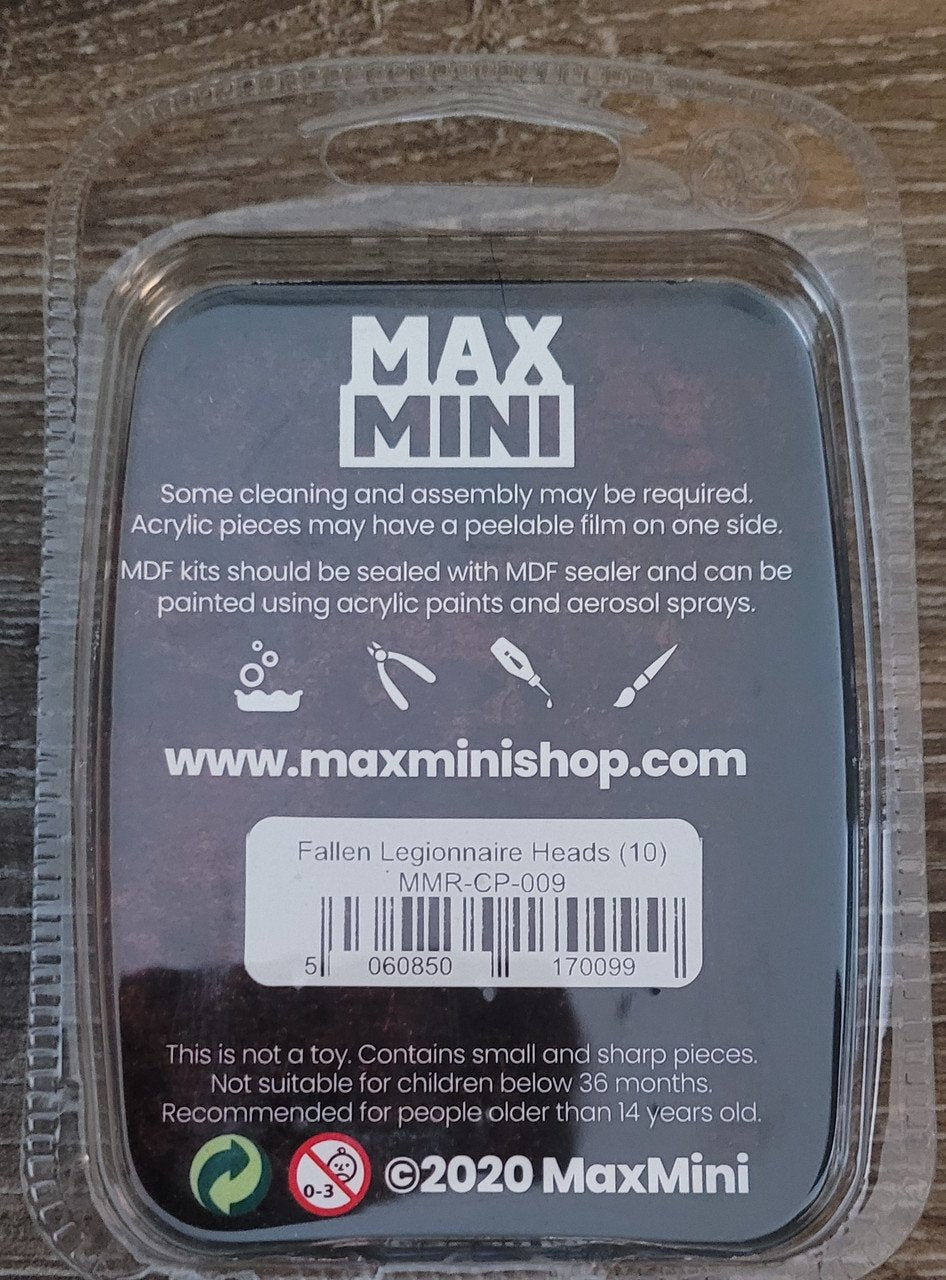 MAX
MINI
Some cleaning and assembly may be required.
Acrylic pieces may have a peelable film on one side.
MDF kits should be sealed with MDF sealer and can be
painted using acrylic paints and aerosol sprays.
www.maxminishop.com
Fallen Legionnaire Heads (10)
MMR-CP-009
5 060850 170099
This is not a toy. Contains small and sharp pieces.
Not suitable for children below 36 months.
Recommended for people older than 14 years old.
0-3 ©2020 MaxMini